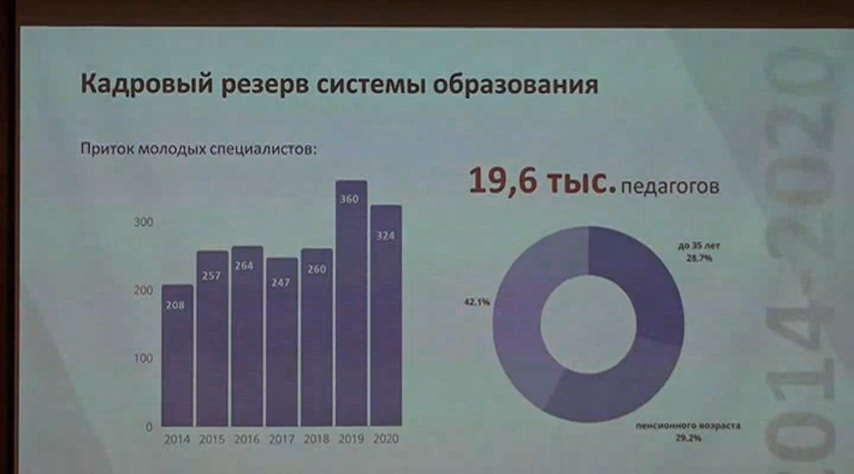 Кадровый резерв системы образования
Приток молодых специалистов:
300
200
100
0
208
257
264
247
260
360
324
2014 2015 2016 2017 2018 2019 2020
19,6 тыс. педагогов
до 35 лет
28.7%
42.1%
пенсионного возраста
29.2%
014-2020